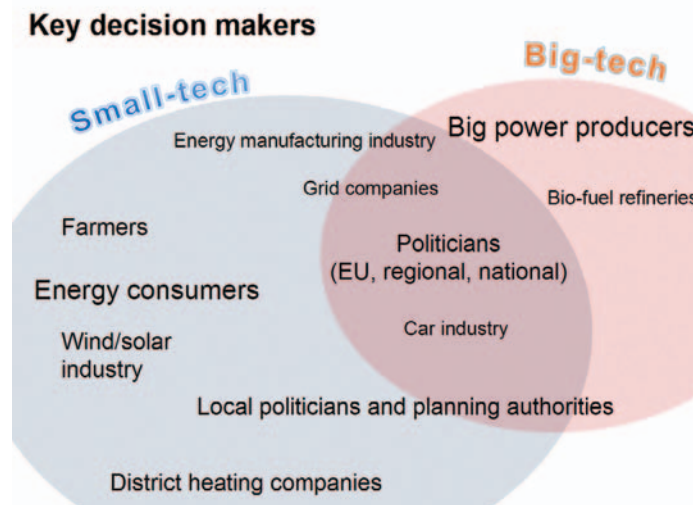 Key decision makers
Small-tech
Big-tech
Energy manufacturing industry
Big power producers
Grid companies
Bio-fuel refineries
Farmers
Politicians
(EU, regional, national)
Energy consumers
Wind/solar
industry
Car industry
Local politicians and planning authorities
District heating companies